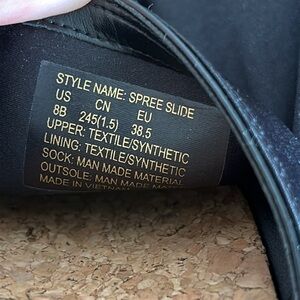 STYLE NAME: SPREE SLIDE
US CN EU
8B 245(1.5) 38.5
UPPER: TEXTILE/SYNTHETIC
LINING: TEXTILE/SYNTHETIC
SOCK: MAN MADE MATERIAL
OUTSOLE: MAN MADE MATE
MADE IN VIETNAM